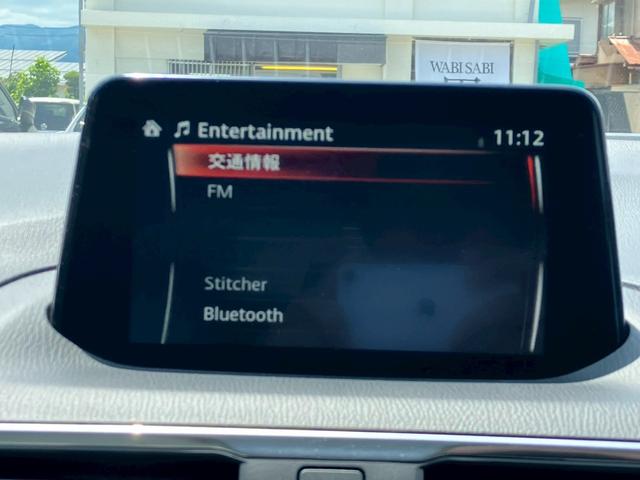 WABI SABI
Entertainment
11:12
交通情報
FM
Stitcher
Bluetooth